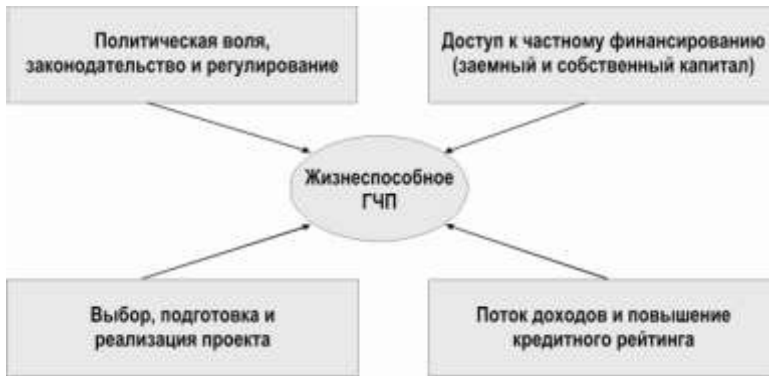 Политическая воля,
законодательство и регулирование
Доступ к частному финансированию
(заемный и собственный капитал)
Жизнеспособное
ГЧП
Выбор, подготовка и
реализация проекта
Поток доходов и повышение
кредитного рейтинга